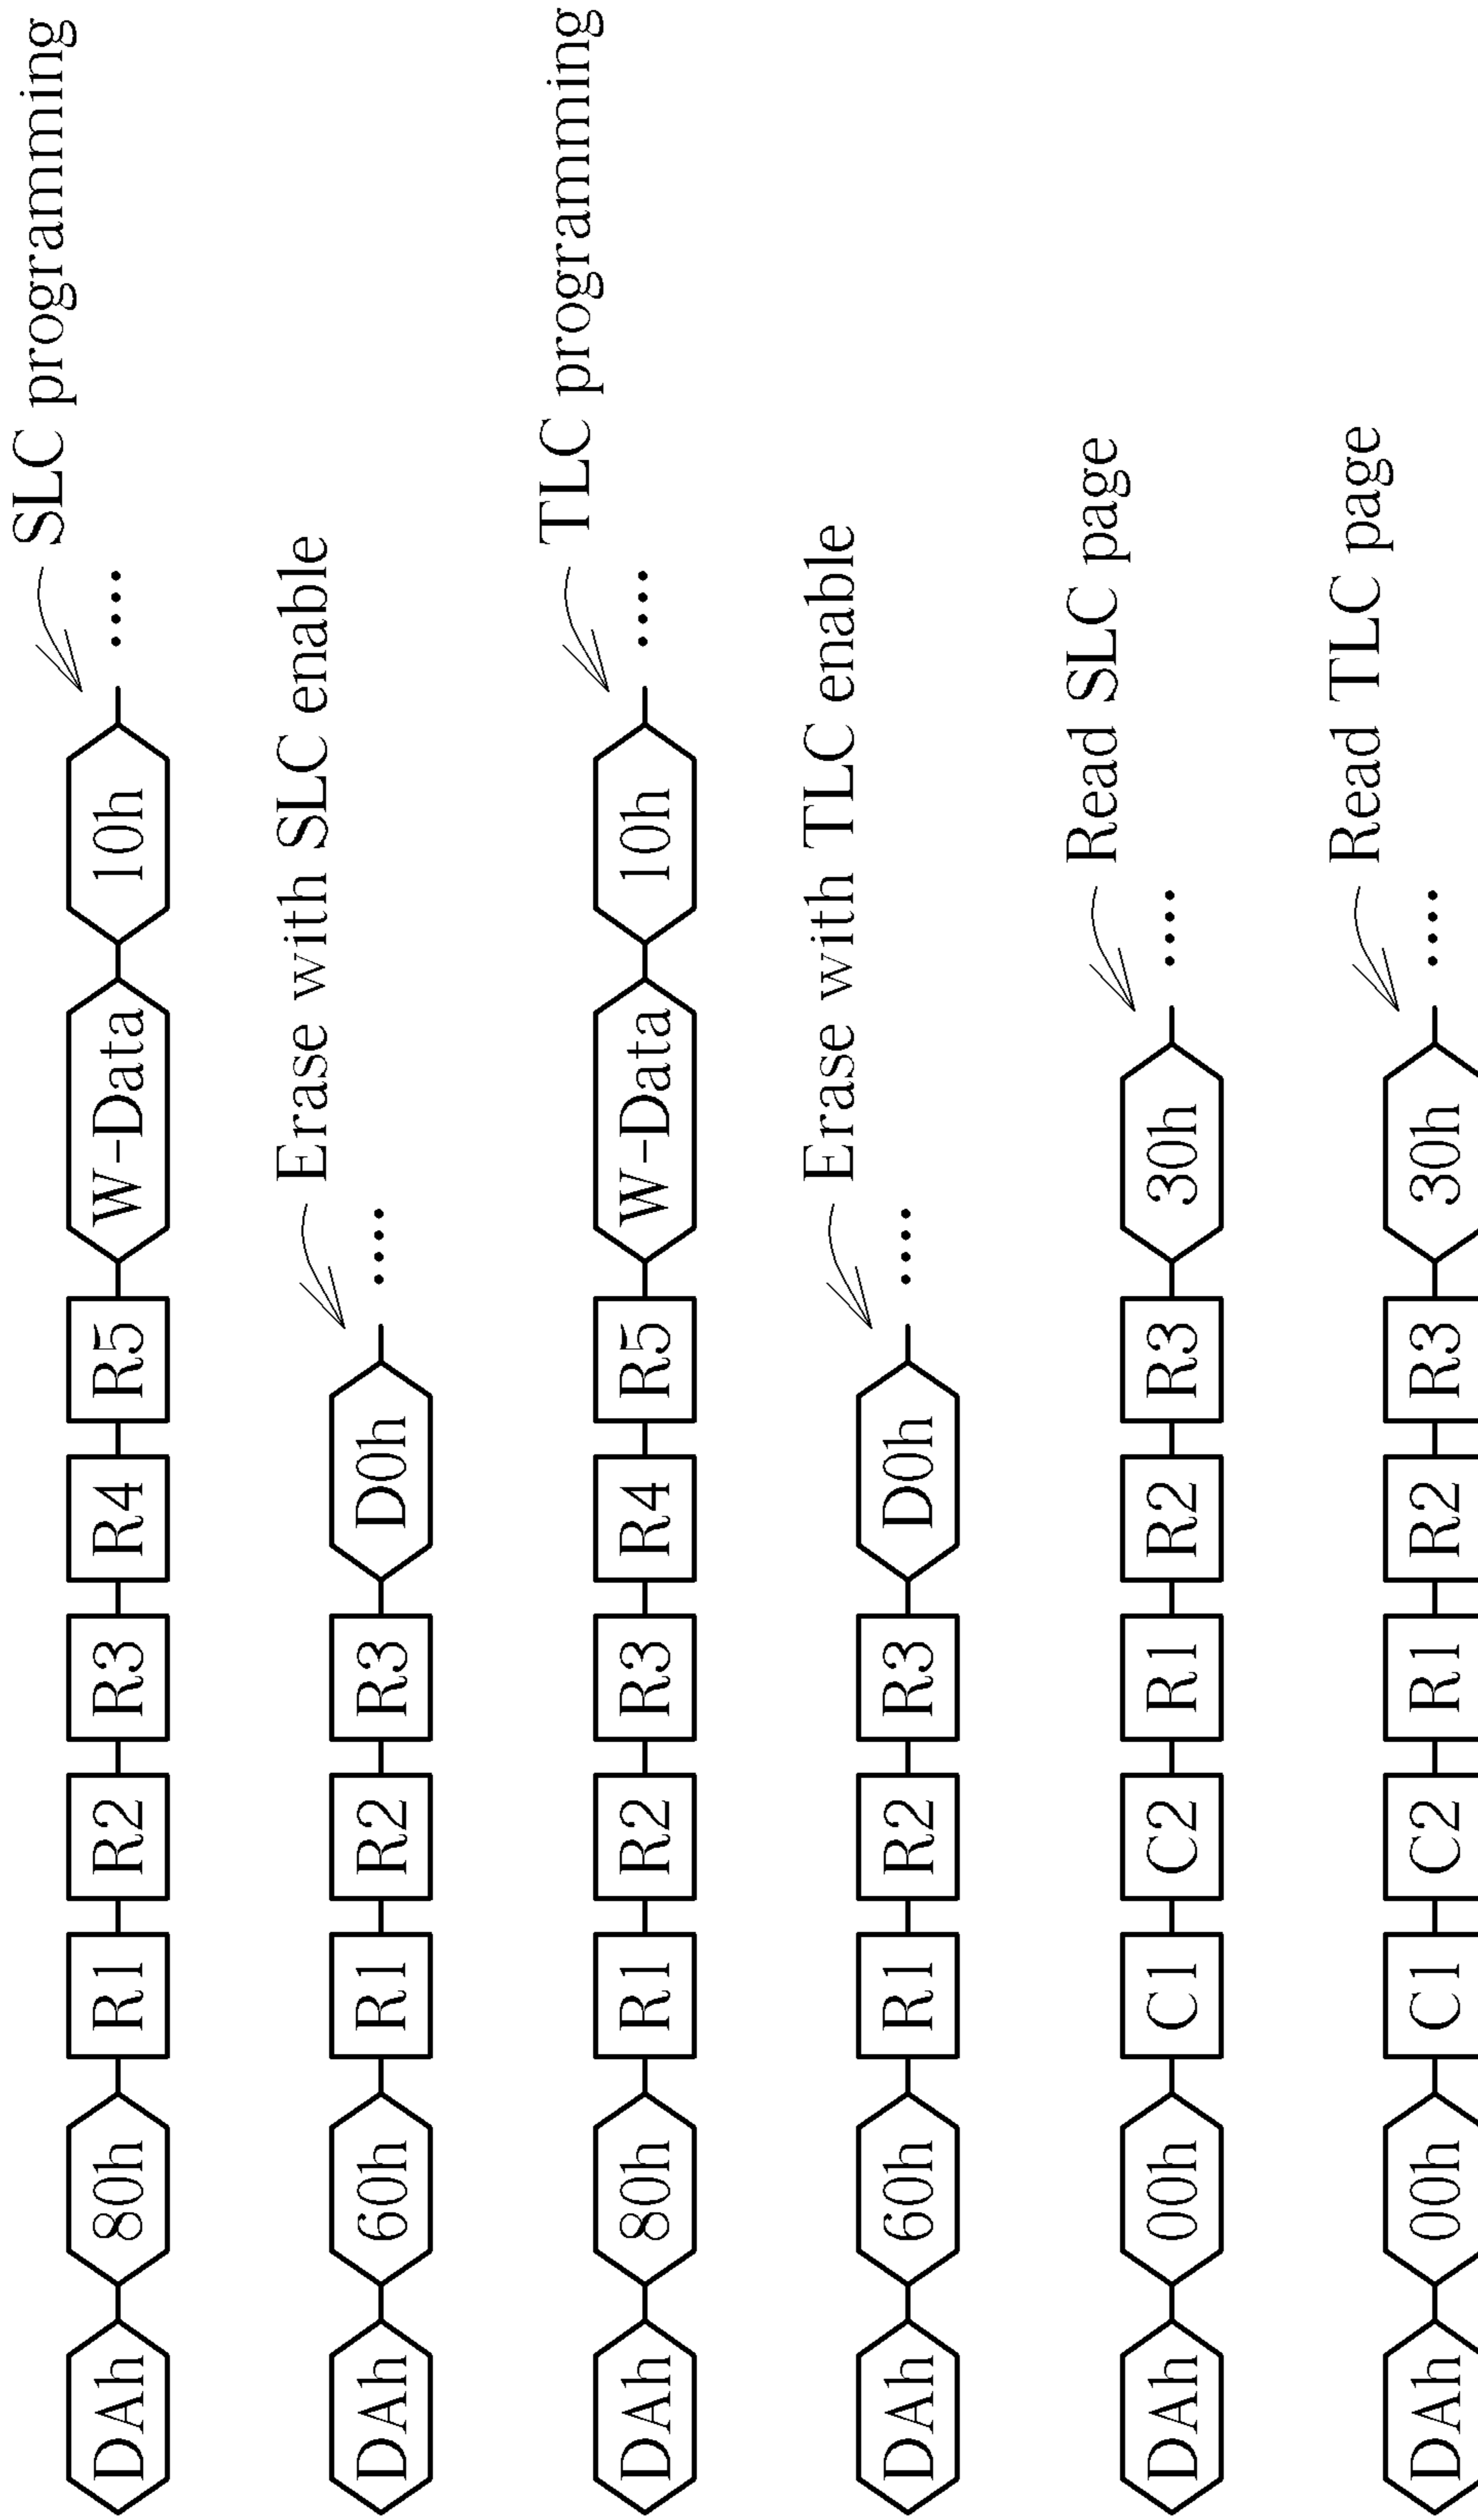 DAh 80h R1 R2 R3 R4 R5 W-Data 10h .... SLC programming
DAh 60h R1 R2 R3 D0h .... Erase with SLC enable
DAh 80h R1 R2 R3 R4 R5 W-Data 10h .... TLC programming
DAh 60h R1 R2 R3 D0h .... Erase with TLC enable
DAh 00h C1 C2 R1 R2 R3 30h .... Read SLC page
DAh 00h C1 C2 R1 R2 R3 30h .... Read TLC page